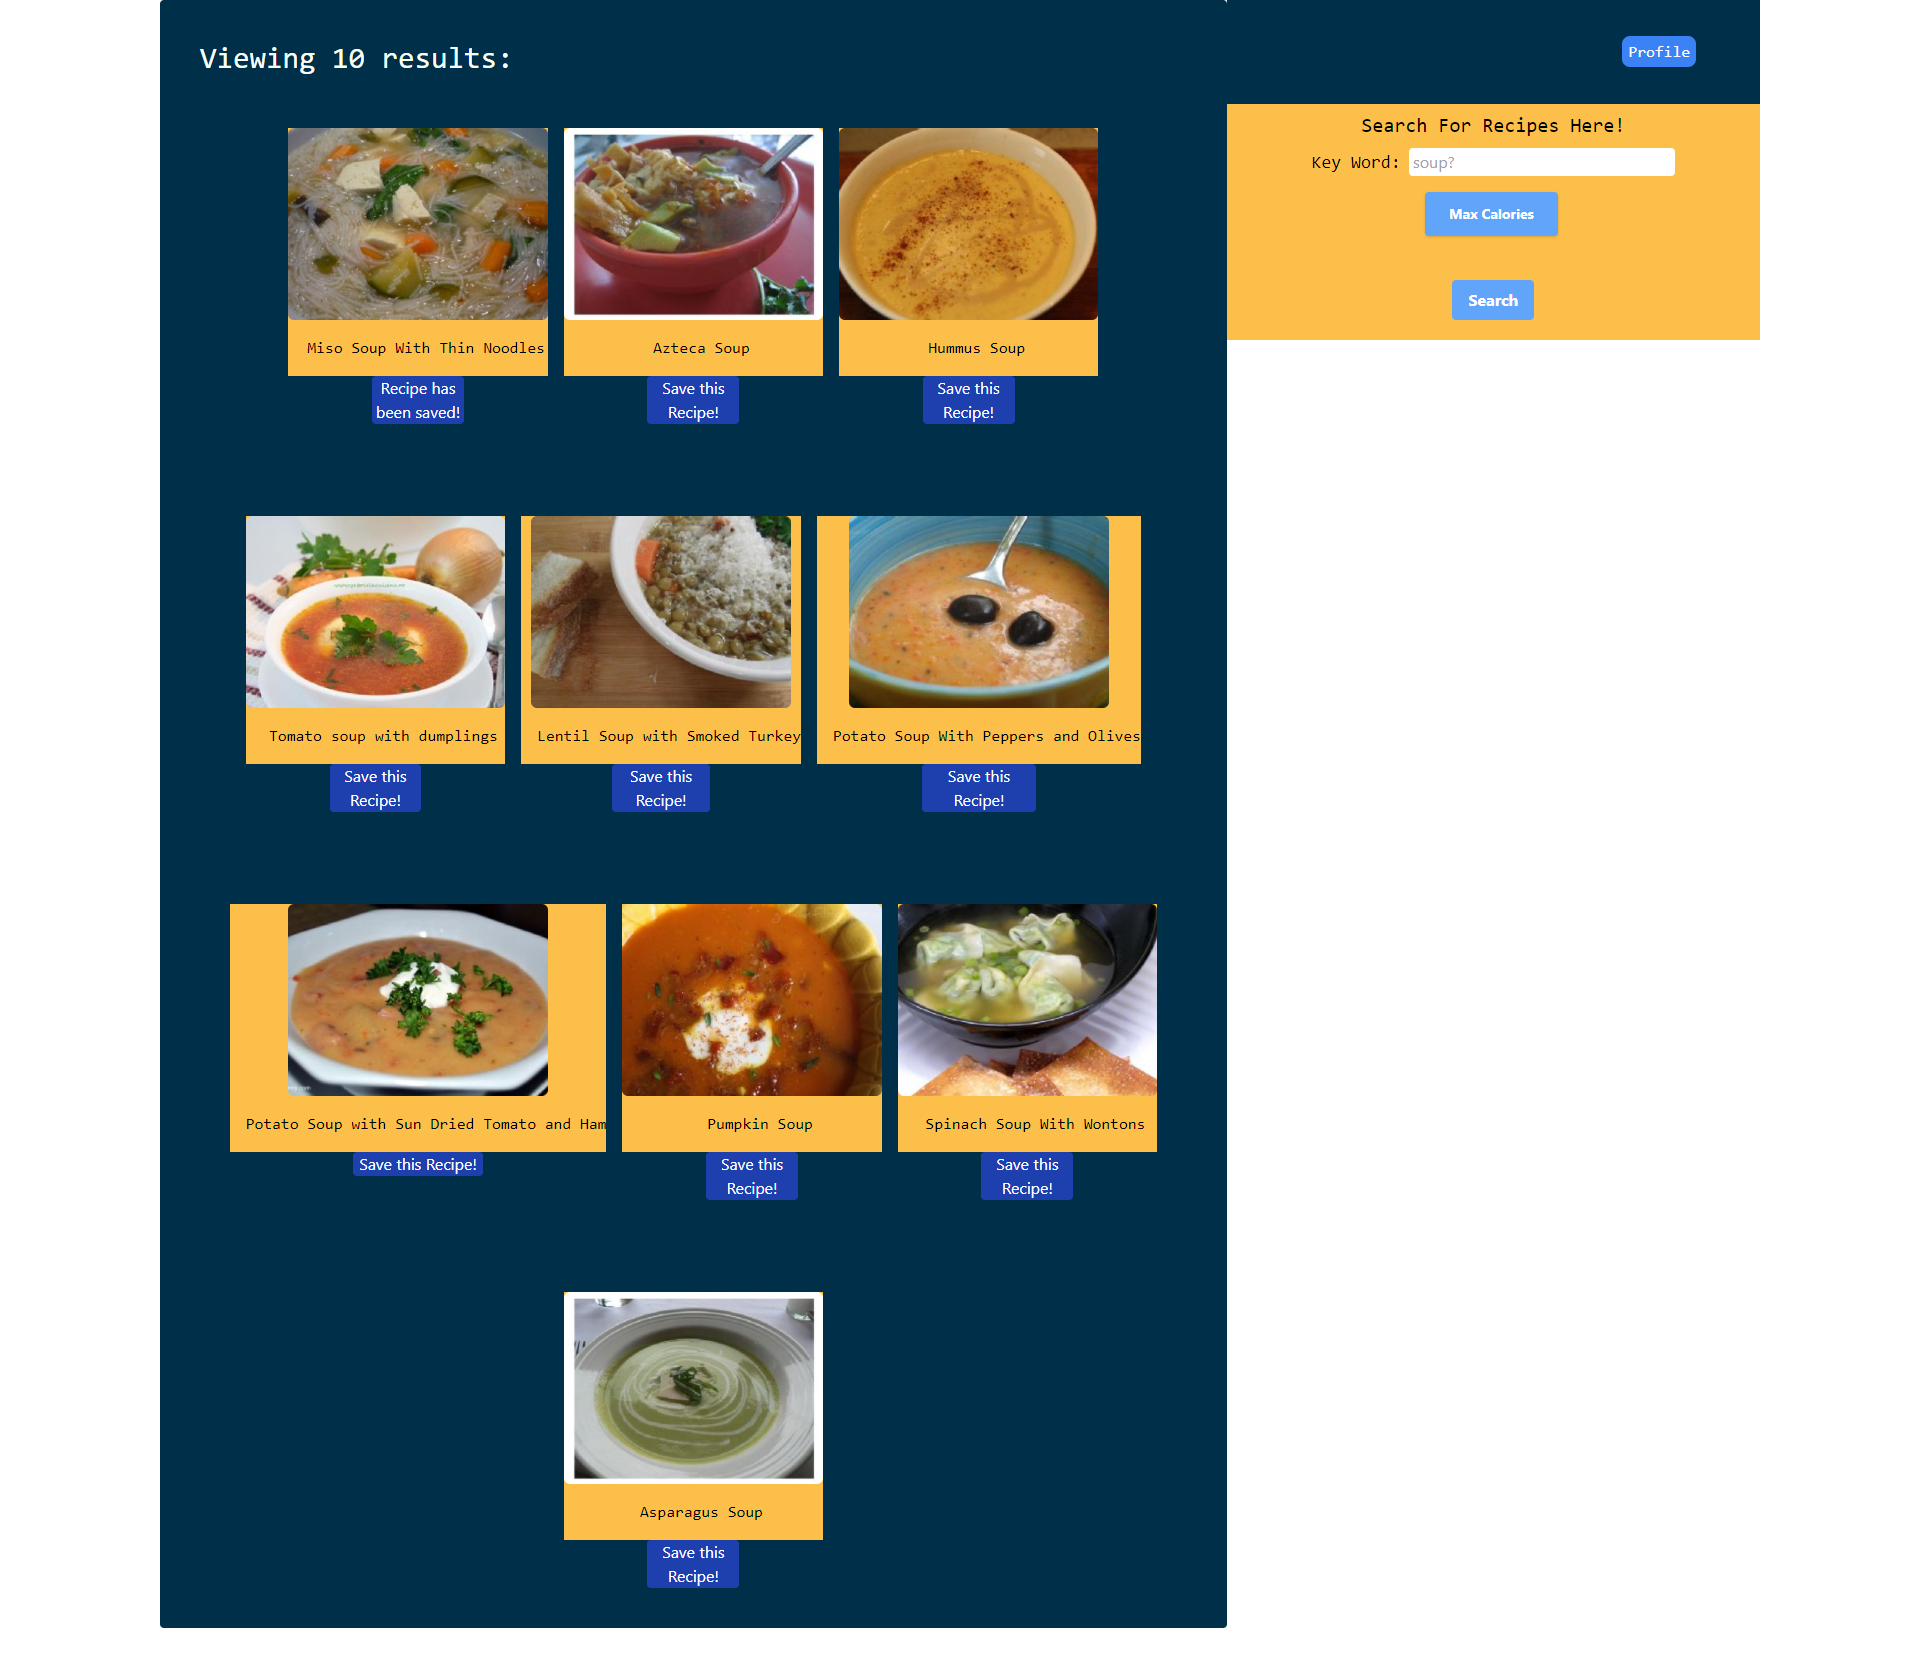 Viewing 10 results:
Profile
Search For Recipes Here!
Key Word: soup?
Max Calories
Search
Miso Soup With Thin Noodles
Recipe has
been saved!
Azteca Soup
Save this
Recipe!
Hummus Soup
Save this
Recipe!
Tomato soup with dumplings
Save this
Recipe!
Lentil Soup with Smoked Turkey
Save this
Recipe!
Potato Soup With Peppers and Olives
Save this
Recipe!
Potato Soup with Sun Dried Tomato and Ham
Save this Recipe!
Pumpkin Soup
Save this
Recipe!
Spinach Soup With Wontons
Save this
Recipe!
Asparagus Soup
Save this
Recipe!